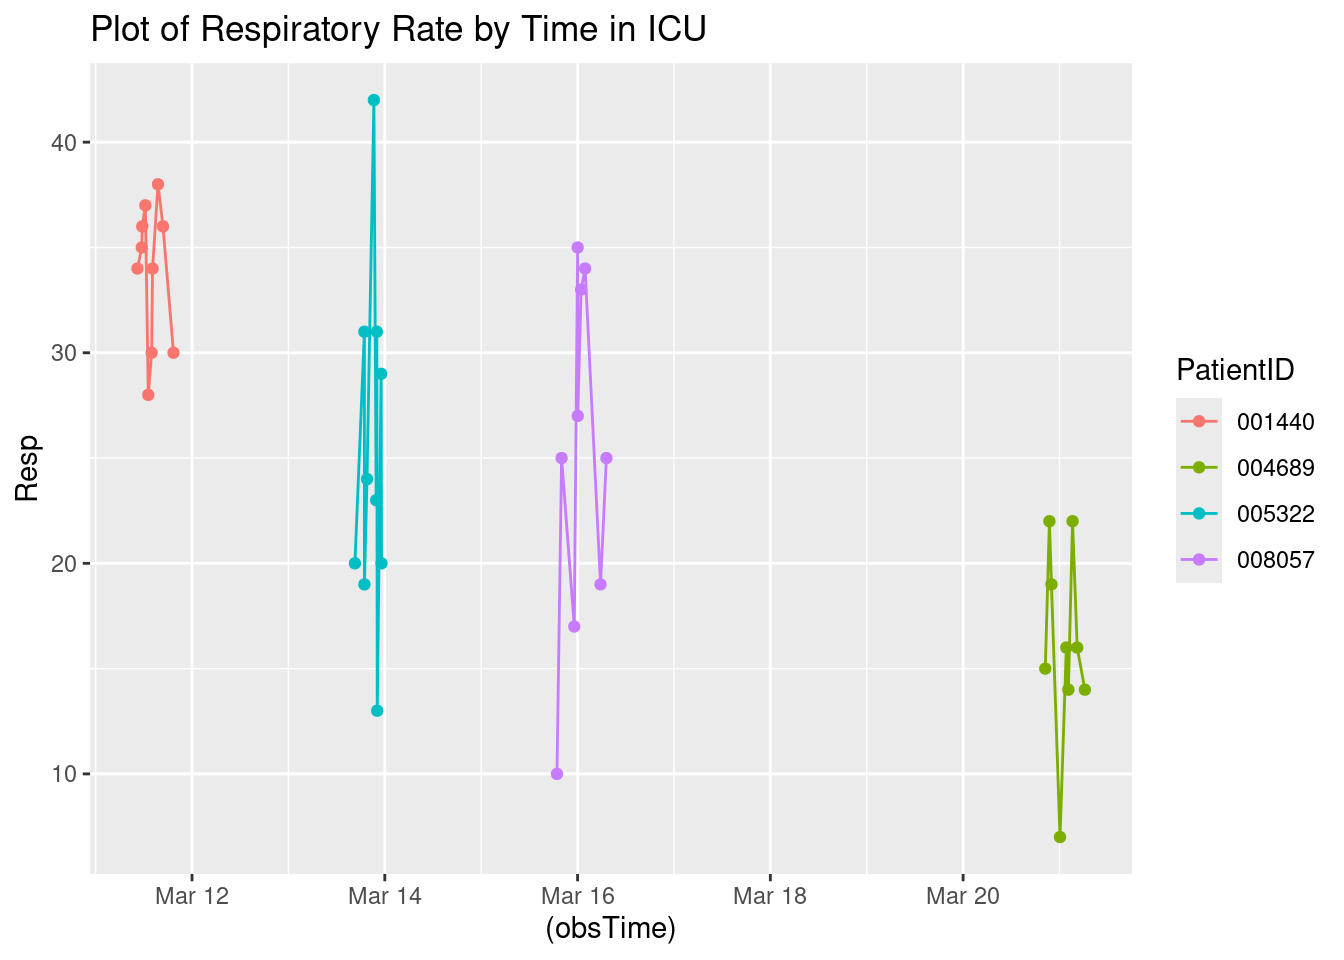 Plot of Respiratory Rate by Time in ICU
Resp
40
30
20
10
Mar 12
Mar 14
Mar 16
Mar 18
Mar 20
(obsTime)
PatientID
001440
004689
005322
008057